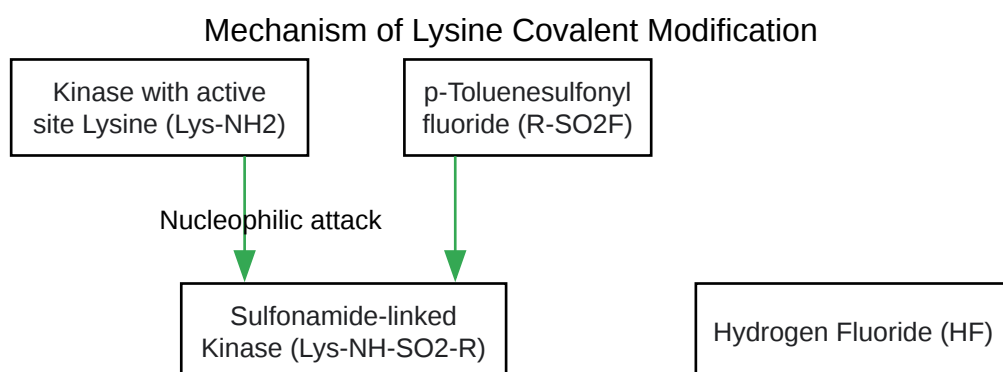 Mechanism of Lysine Covalent Modification
Kinase with active
site Lysine (Lys-NH2)
p-Toluenesulfonyl
fluoride (R-SO2F)
Nucleophilic attack
Sulfonamide-linked
Kinase (Lys-NH-SO2-R)
Hydrogen Fluoride (HF)